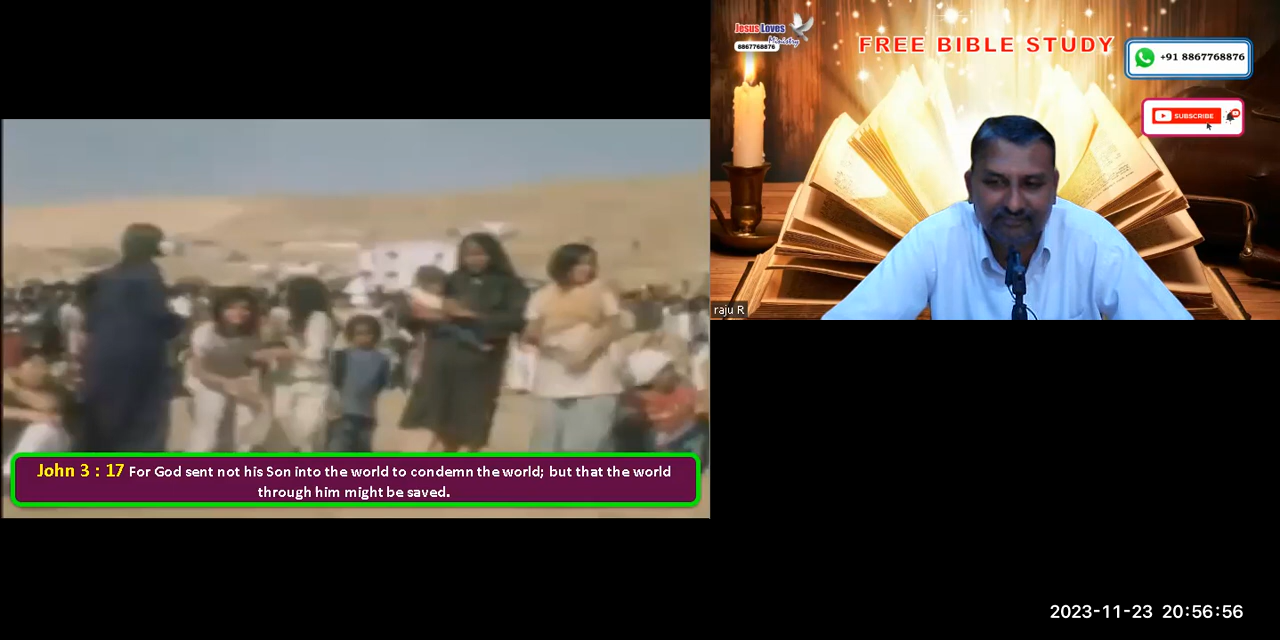 Jesus Loves
Ministry
8867768876
FREE BIBLE STUDY
+91 8867768876
SUBSCRIBE
raju R
John 3 : 17 For God sent not his Son into the world to condemn the world; but that the world
through him might be saved.
2023-11-23 20:56:56